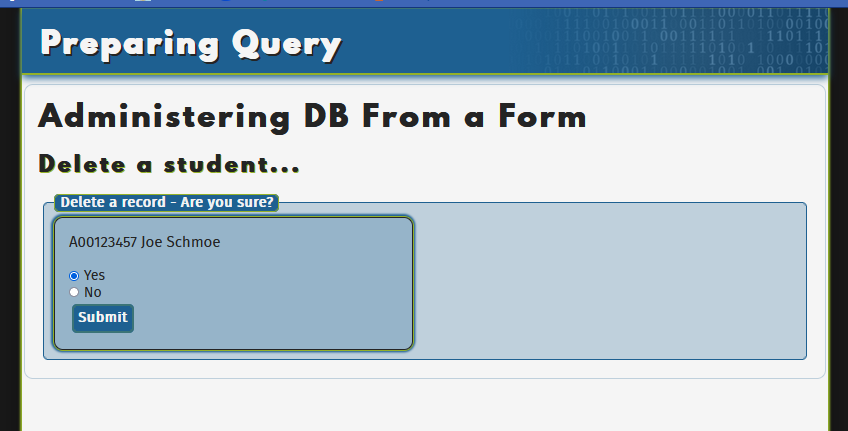 Preparing Query
Administering DB From a Form
Delete a student...
Delete a record - Are you sure?
A00123457 Joe Schmoe
Yes
No
Submit